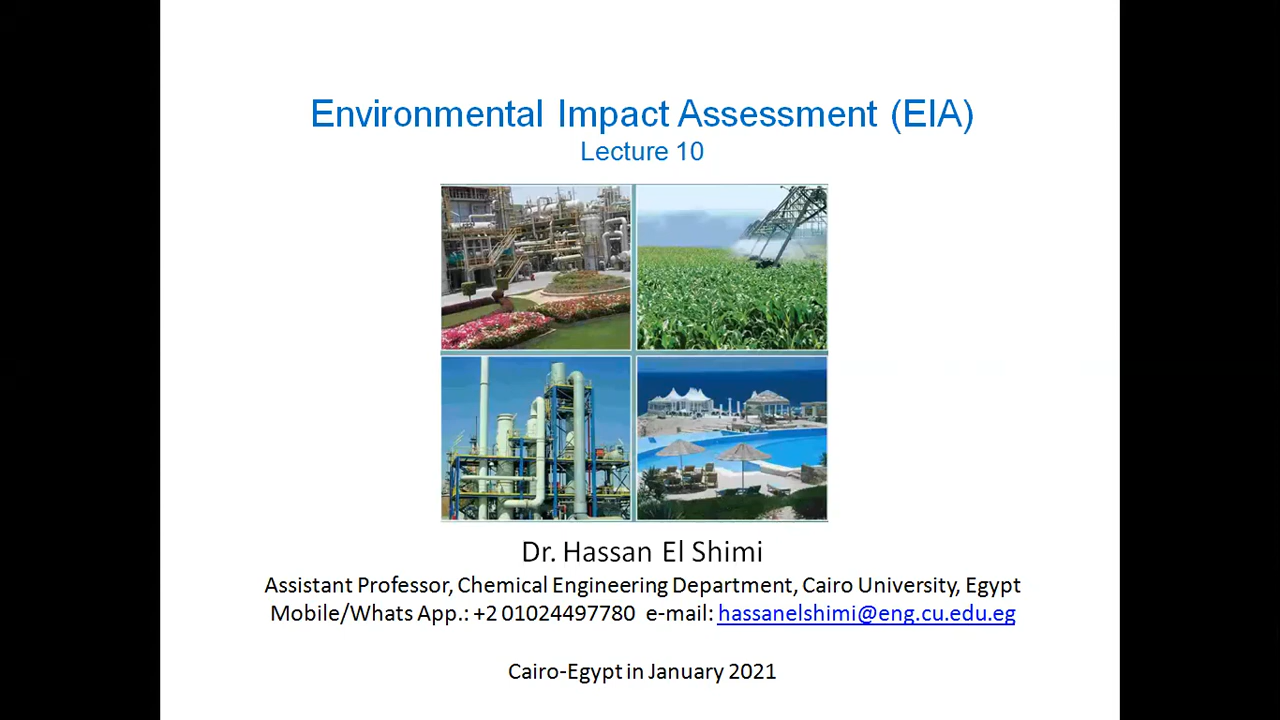 Environmental Impact Assessment (EIA)
Lecture 10
Dr. Hassan El Shimi
Assistant Professor, Chemical Engineering Department, Cairo University, Egypt
Mobile/Whats App.: +2 01024497780 e-mail: hassanelshimi@eng.cu.edu.eg
Cairo-Egypt in January 2021